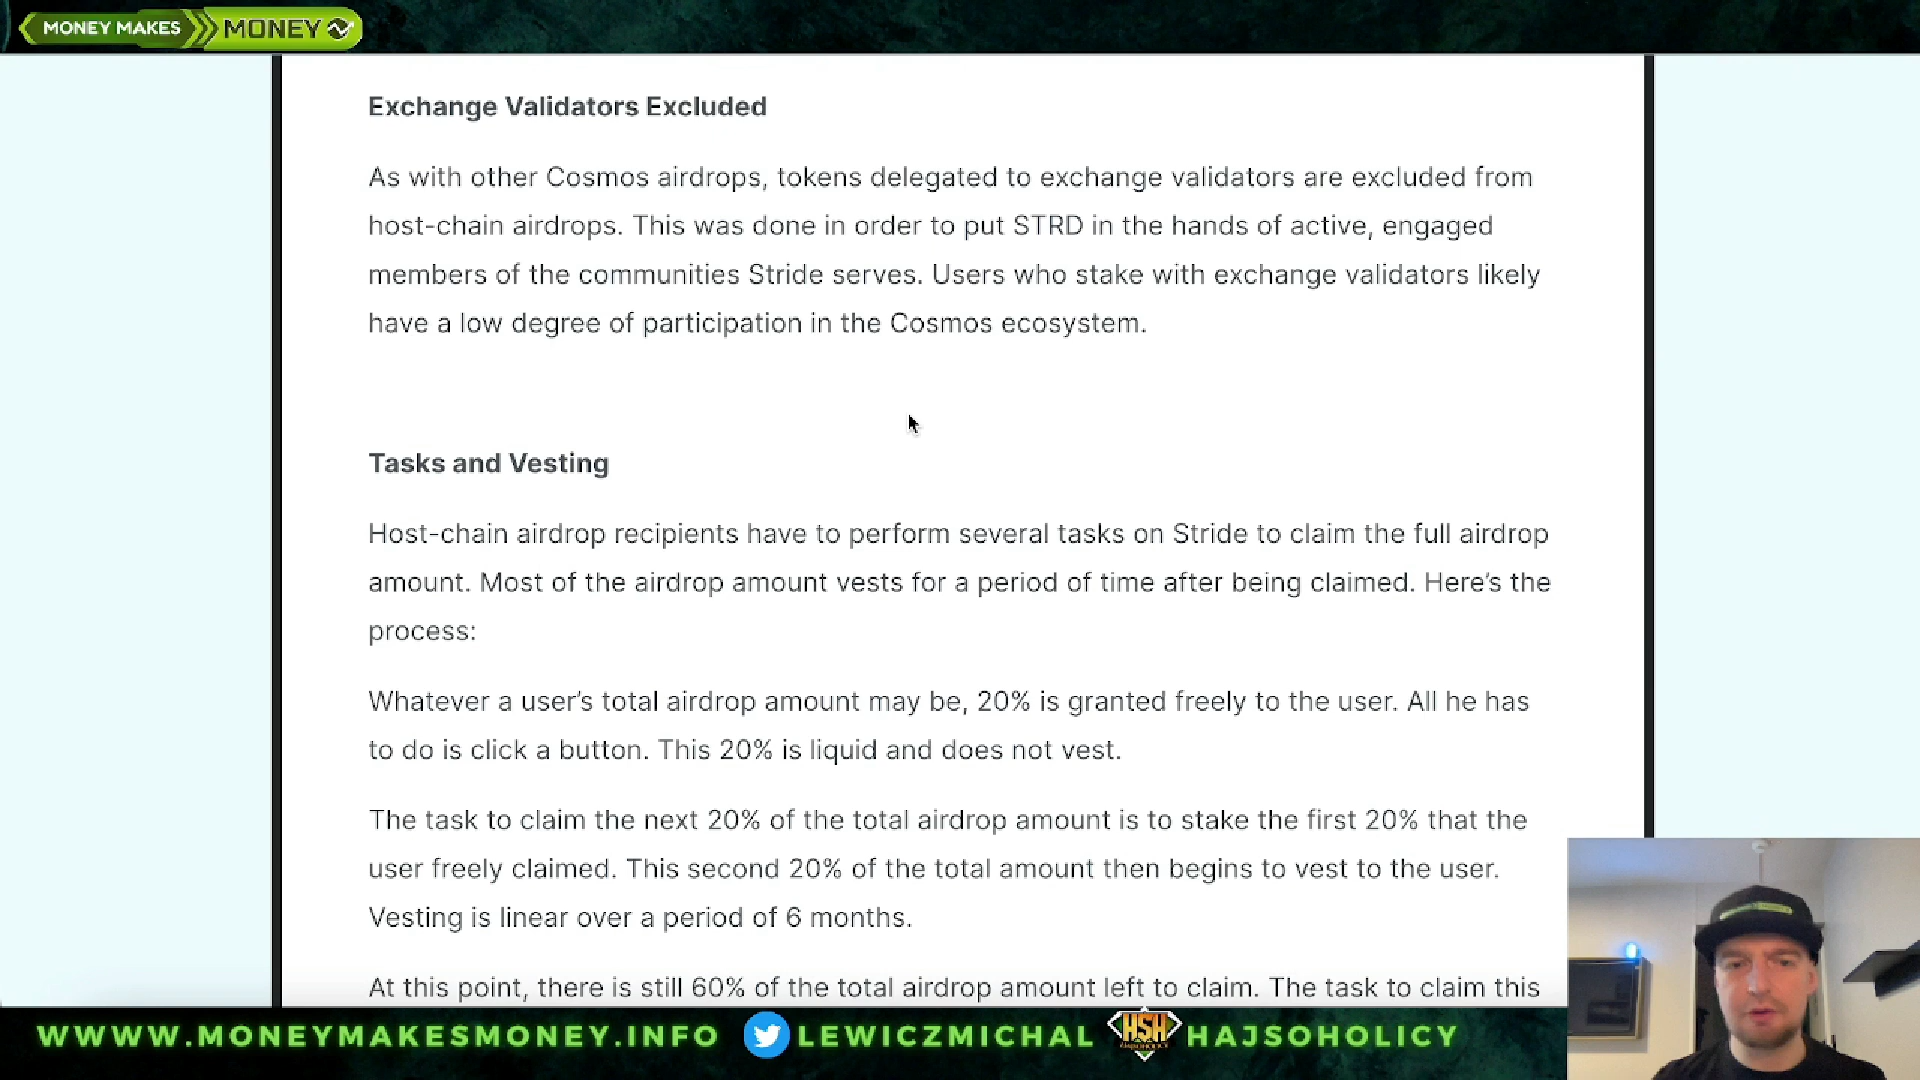 MONEY MAKES MONEY
Exchange Validators Excluded
As with other Cosmos airdrops, tokens delegated to exchange validators are excluded from
host-chain airdrops. This was done in order to put STRD in the hands of active, engaged
members of the communities Stride serves. Users who stake with exchange validators likely
have a low degree of participation in the Cosmos ecosystem.
Tasks and Vesting
Host-chain airdrop recipients have to perform several tasks on Stride to claim the full airdrop
amount. Most of the airdrop amount vests for a period of time after being claimed. Here’s the
process:
Whatever a user’s total airdrop amount may be, 20% is granted freely to the user. All he has
to do is click a button. This 20% is liquid and does not vest.
The task to claim the next 20% of the total airdrop amount is to stake the first 20% that the
user freely claimed. This second 20% of the total amount then begins to vest to the user.
Vesting is linear over a period of 6 months.
At this point, there is still 60% of the total airdrop amount left to claim. The task to claim this
WWWW.MONEYMAKESMONEY.INFO LEWICZMICHAL HSH HAJSOHOLICY